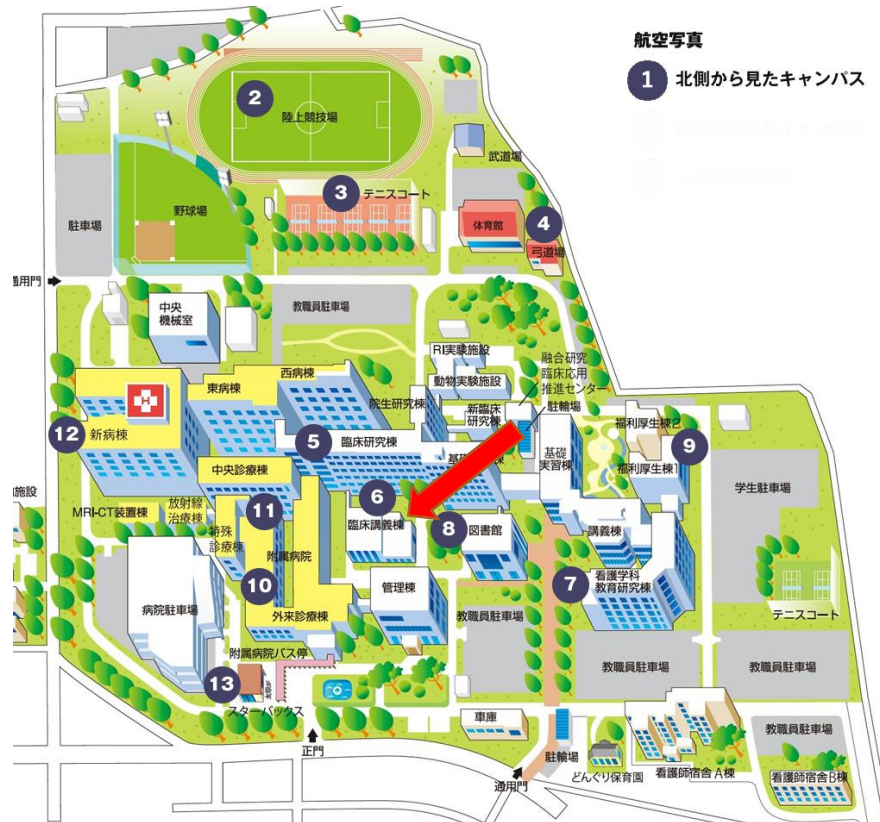 航空写真
1 北側から見たキャンパス
2
陸上競技場
3
テニスコート
武道場
体育館
4
弓道場
野球場
駐車場
通用門
教職員駐車場
中央
機械室
RI実験施設
動物実験施設
融合研究
臨床応用
推進センター
駐輪場
西病棟
東病棟
院生研究棟
新臨床
研究棟
H
12
新病棟
5
臨床研究棟
基礎
実習棟
福利厚生棟2
9
福利厚生棟1
学生駐車場
中央診療棟
MRI-CT装置棟
放射線
治療棟
11
特殊
診療棟
附属病院
6
臨床講義棟
8
図書館
講義棟
7
看護学科
教育研究棟
テニスコート
病院駐車場
10
外来診療棟
管理棟
教職員駐車場
附属病院バス停
13
スターバックス
教職員駐車場
教職員駐車場
正門
車庫
駐輪場
通用門
どんぐり保育園
看護師宿舎A棟
教職員駐車場
看護師宿舎B棟